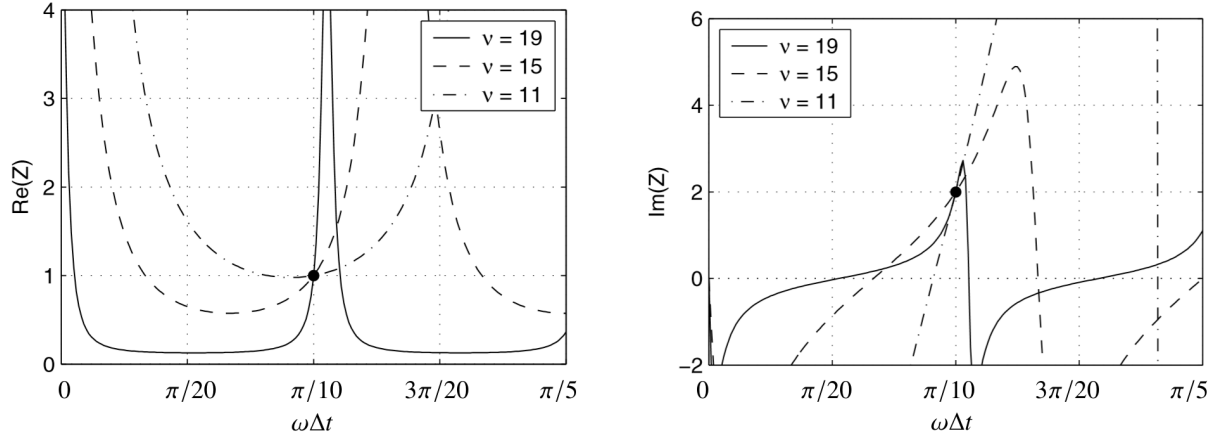 4
3
2
1
0
Re(Z)
ν = 19
ν = 15
ν = 11
0 π/20 π/10 3π/20 π/5
ωΔt
6
4
2
0
−2
Im(Z)
ν = 19
ν = 15
ν = 11
0 π/20 π/10 3π/20 π/5
ωΔt